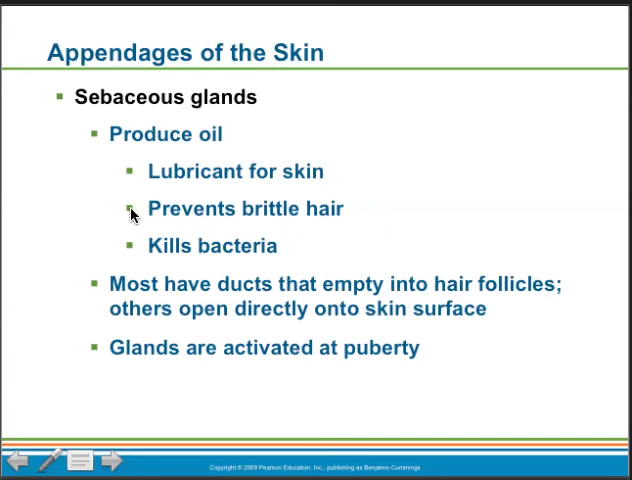 Appendages of the Skin
Sebaceous glands
Produce oil
Lubricant for skin
Prevents brittle hair
Kills bacteria
Most have ducts that empty into hair follicles;
others open directly onto skin surface
Glands are activated at puberty
Copyright © 2009 Pearson Education, Inc., publishing as Benjamin Cummings